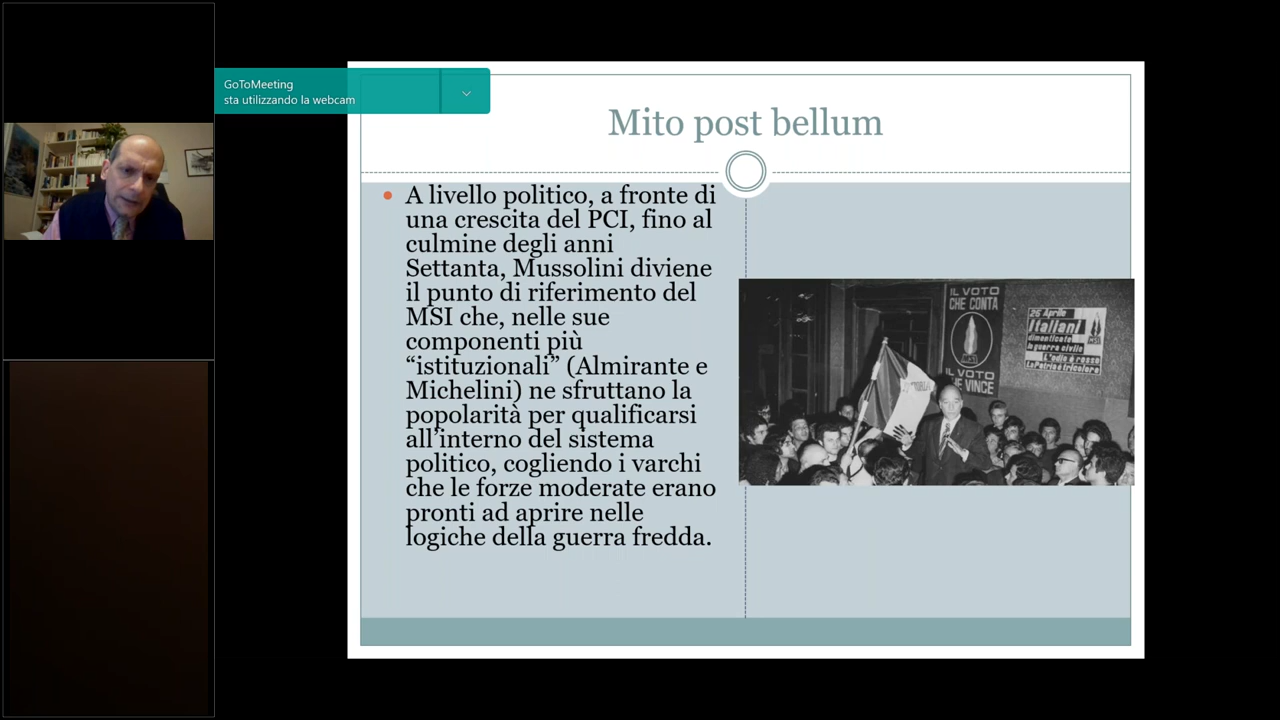 GoToMeeting
sta utilizzando la webcam
Mito post bellum
A livello politico, a fronte di
una crescita del PCI, fino al
culmine degli anni
Settanta, Mussolini diviene
il punto di riferimento del
MSI che, nelle sue
componenti più
“istituzionali” (Almirante e
Michelini) ne sfruttano la
popolarità per qualificarsi
all’interno del sistema
politico, cogliendo i varchi
che le forze moderate erano
pronti ad aprire nelle
logiche della guerra fredda.
IL VOTO
CHE CONTA
MSI
IL VOTO
CHE VINCE
25 Aprile
Italiani
dimenticate
la guerra civile
L'odio è rosso
La Patria è tricolore
MSI